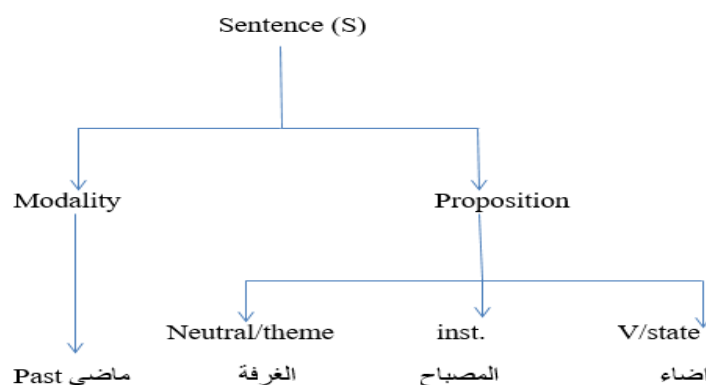 Sentence (S)
Modality Proposition
Neutral/theme inst. V/state
Past ماضي الغرفة المصباح اضاء